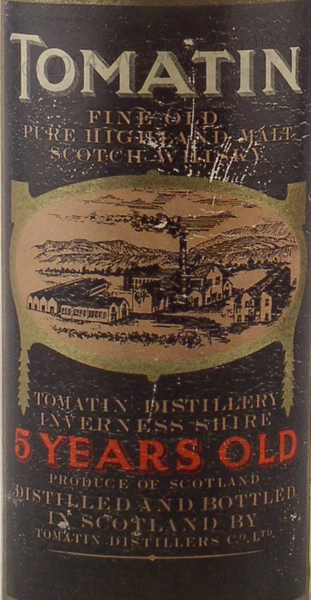 TOMATIN
FINE OLD
PURE HIGHLAND MALT
SCOTCH WHISKY
TOMATIN DISTILLERY
INVERNESS-SHIRE
5 YEARS OLD
PRODUCE OF SCOTLAND
DISTILLED AND BOTTLED
IN SCOTLAND BY
TOMATIN DISTILLERS CO. LTD.